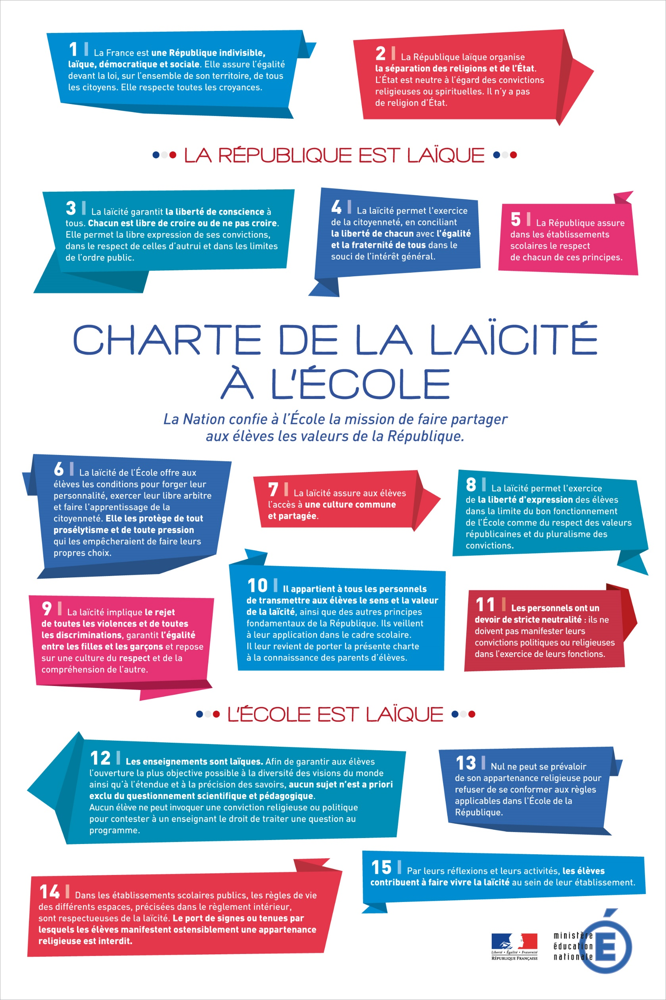 1 | La France est une République indivisible,
laïque, démocratique et sociale. Elle assure l'égalité
devant la loi, sur l'ensemble de son territoire, de tous
les citoyens. Elle respecte toutes les croyances.
2 | La République laïque organise
la séparation des religions et de l'État.
L'État est neutre à l'égard des convictions
religieuses ou spirituelles. Il n'y a pas
de religion d'État.
LA RÉPUBLIQUE EST LAÏQUE
3 | La laïcité garantit la liberté de conscience à
tous. Chacun est libre de croire ou de ne pas croire.
Elle permet la libre expression de ses convictions,
dans le respect de celles d'autrui et dans les limites
de l'ordre public.
4 | La laïcité permet l'exercice
de la citoyenneté, en conciliant
la liberté de chacun avec l'égalité
et la fraternité de tous dans le
souci de l'intérêt général.
5 | La République assure
dans les établissements
scolaires le respect
de chacun de ces principes.
CHARTE DE LA LAÏCITÉ
À L'ÉCOLE
La Nation confie à l'École la mission de faire partager
aux élèves les valeurs de la République.
6 | La laïcité de l'École offre aux
élèves les conditions pour forger leur
personnalité, exercer leur libre arbitre
et faire l'apprentissage de la
citoyenneté. Elle les protège de tout
prosélytisme et de toute pression
qui les empêcheraient de faire leurs
propres choix.
7 | La laïcité assure aux élèves
l'accès à une culture commune
et partagée.
8 | La laïcité permet l'exercice
de la liberté d'expression des élèves
dans la limite du bon fonctionnement
de l'École comme du respect des valeurs
républicaines et du pluralisme des
convictions.
9 | La laïcité implique le rejet
de toutes les violences et de toutes
les discriminations, garantit l'égalité
entre les filles et les garçons et repose
sur une culture du respect et de la
compréhension de l'autre.
10 | Il appartient à tous les personnels
de transmettre aux élèves le sens et la valeur
de la laïcité, ainsi que des autres principes
fondamentaux de la République. Ils veillent
à leur application dans le cadre scolaire.
Il leur revient de porter la présente charte
à la connaissance des parents d'élèves.
11 | Les personnels ont un
devoir de stricte neutralité : ils ne
doivent pas manifester leurs
convictions politiques ou religieuses
dans l'exercice de leurs fonctions.
L'ÉCOLE EST LAÏQUE
12 | Les enseignements sont laïques. Afin de garantir aux élèves
l'ouverture la plus objective possible à la diversité des visions du monde
ainsi qu'à l'étendue et à la précision des savoirs, aucun sujet n'est a priori
exclu du questionnement scientifique et pédagogique.
Aucun élève ne peut invoquer une conviction religieuse ou politique
pour contester à un enseignant le droit de traiter une question au
programme.
13 | Nul ne peut se prévaloir
de son appartenance religieuse pour
refuser de se conformer aux règles
applicables dans l'École de la
République.
14 | Dans les établissements scolaires publics, les règles de vie
des différents espaces, précisées dans le règlement intérieur,
sont respectueuses de la laïcité. Le port de signes ou tenues par
lesquels les élèves manifestent ostensiblement une appartenance
religieuse est interdit.
15 | Par leurs réflexions et leurs activités, les élèves
contribuent à faire vivre la laïcité au sein de leur établissement.
Liberté • Égalité • Fraternité
RÉPUBLIQUE FRANÇAISE
ministère
éducation
nationale
É